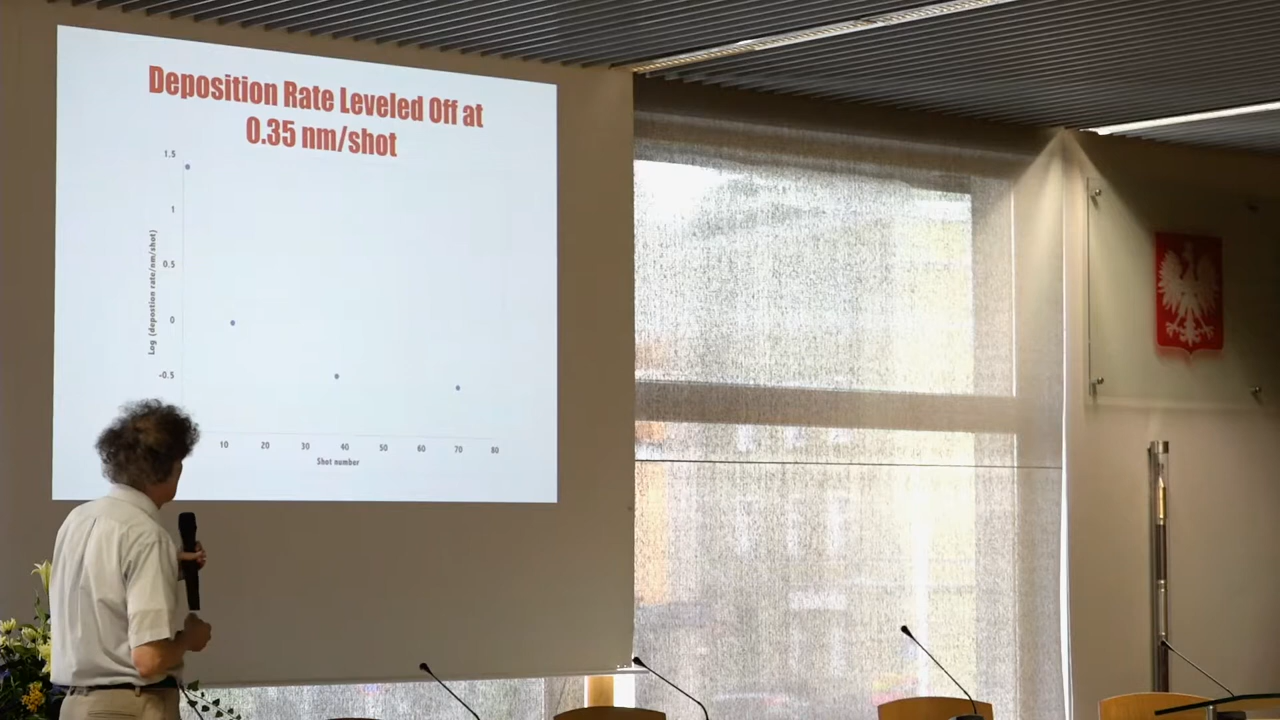 Deposition Rate Leveled Off at
0.35 nm/shot
1.5
1
0.5
0
-0.5
Log (depostion rate/nm/shot)
10 20 30 40 50 60 70 80
Shot number